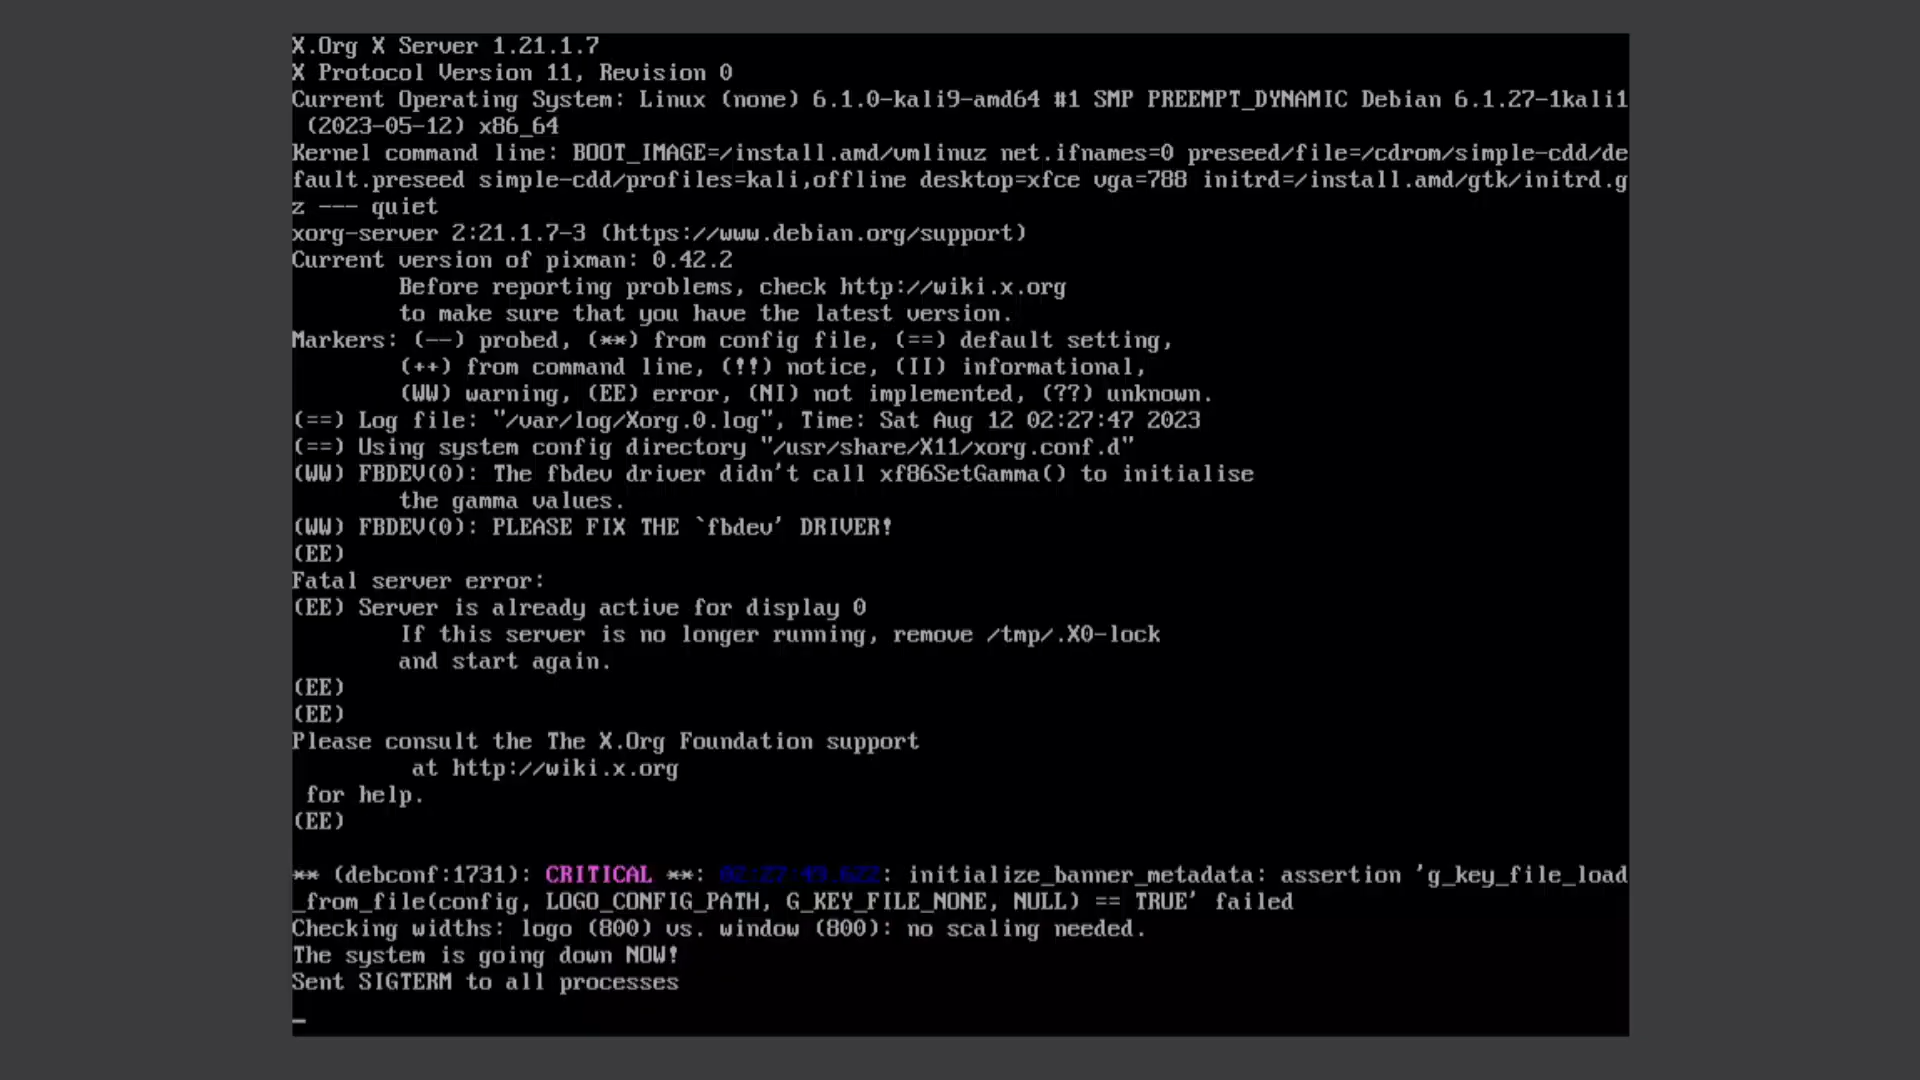 X.Org X Server 1.21.1.7
X Protocol Version 11, Revision 0
Current Operating System: Linux (none) 6.1.0-kali9-amd64 #1 SMP PREEMPT_DYNAMIC Debian 6.1.27-1kali1
 (2023-05-12) x86_64
Kernel command line: BOOT_IMAGE=/install.amd/vmlinuz net.ifnames=0 preseed/file=/cdrom/simple-cdd/de
fault.preseed simple-cdd/profiles=kali,offline desktop=xfce vga=788 initrd=/install.amd/gtk/initrd.g
z --- quiet
xorg-server 2:21.1.7-3 (https://www.debian.org/support)
Current version of pixman: 0.42.2
        Before reporting problems, check http://wiki.x.org
        to make sure that you have the latest version.
Markers: (--) probed, (**) from config file, (==) default setting,
        (++) from command line, (!!) notice, (II) informational,
        (WW) warning, (EE) error, (NI) not implemented, (??) unknown.
(==) Log file: "/var/log/Xorg.0.log", Time: Sat Aug 12 02:27:47 2023
(==) Using system config directory "/usr/share/X11/xorg.conf.d"
(WW) FBDEV(0): The fbdev driver didn't call xf86SetGamma() to initialise
        the gamma values.
(WW) FBDEV(0): PLEASE FIX THE `fbdev' DRIVER!
(EE)
Fatal server error:
(EE) Server is already active for display 0
        If this server is no longer running, remove /tmp/.X0-lock
        and start again.
(EE)
(EE)
Please consult the The X.Org Foundation support
         at http://wiki.x.org
 for help.
(EE)
** (debconf:1731): CRITICAL **: 02:27:49.622: initialize_banner_metadata: assertion 'g_key_file_load
_from_file(config, LOGO_CONFIG_PATH, G_KEY_FILE_NONE, NULL) == TRUE' failed
Checking widths: logo (800) vs. window (800): no scaling needed.
The system is going down NOW!
Sent SIGTERM to all processes